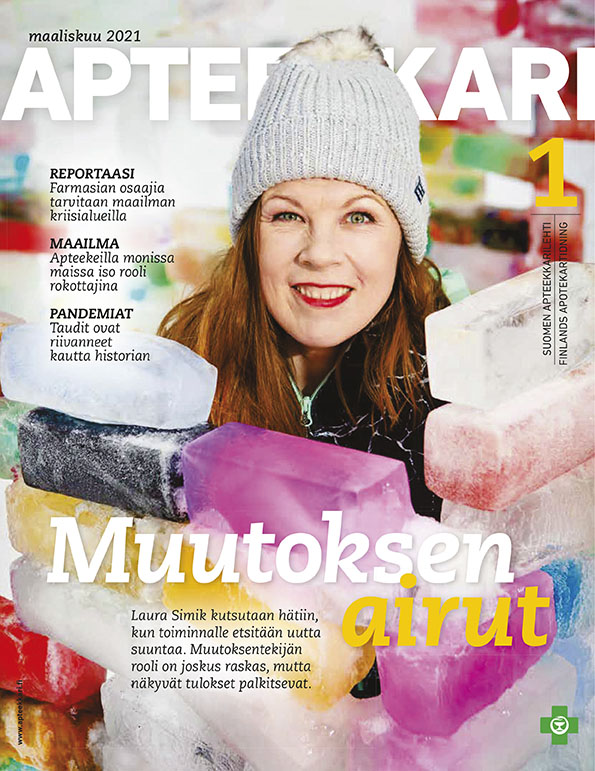 maaliskuu 2021
APTEEKKARI
1
SUOMEN APTEEKKARILEHTI
FINLANDS APOTEKARTIDNING
REPORTAASI
Farmasian osaajia
tarvitaan maailman
kriisialueilla
MAAILMA
Apteekeilla monissa
maissa iso rooli
rokottajina
PANDEMIAT
Taudit ovat
riivanneet
kautta historian
Muutoksen
airut
Laura Simik kutsutaan hätiin,
kun toiminnalle etsitään uutta
suuntaa. Muutoksentekijän
rooli on joskus raskas, mutta
näkyvät tulokset palkitsevat.
www.apteekkari.fi